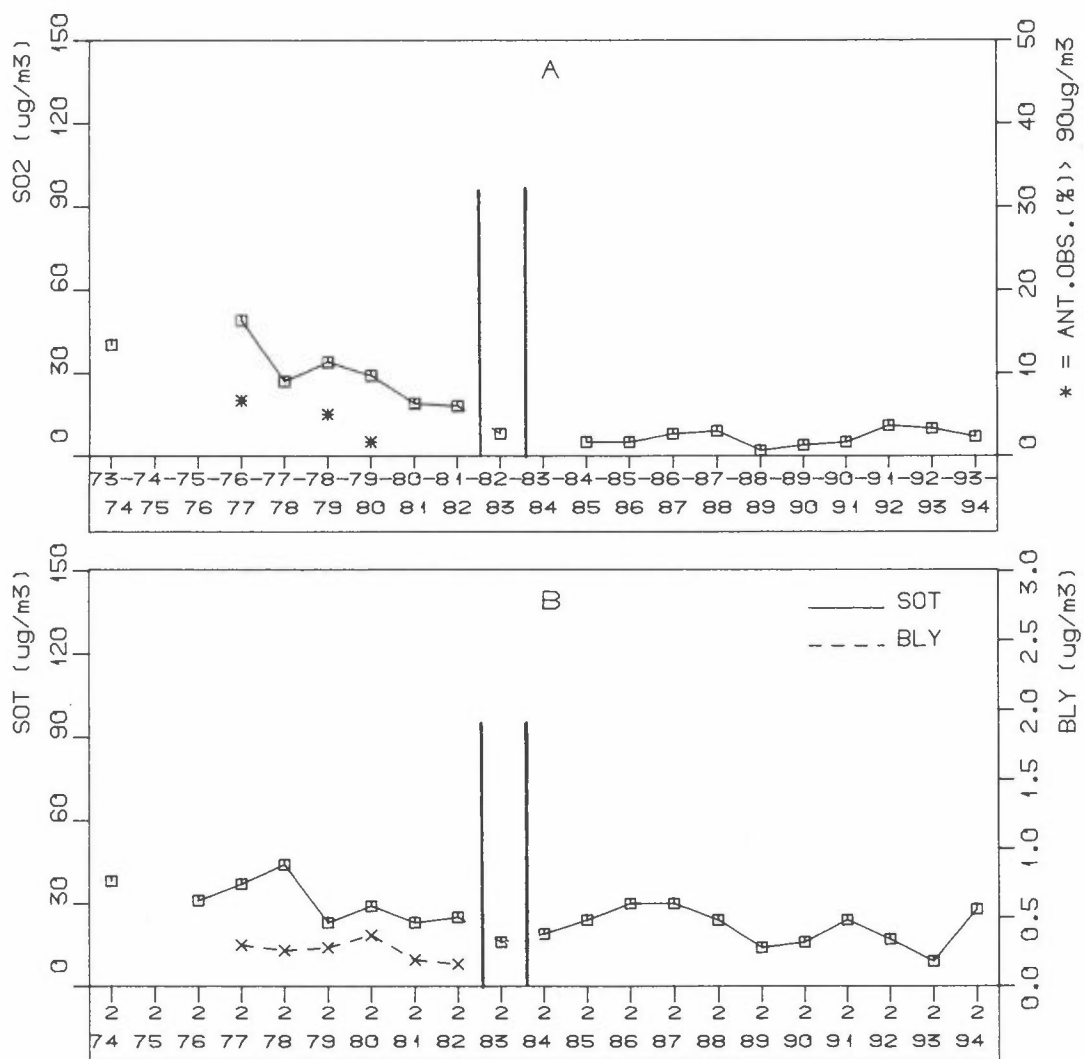 A
SO2 (ug/m3)
0 30 60 90 120 150
* = ANT.OBS.(%)> 90ug/m3
0 10 20 30 40 50
73-74-75-76-77-78-79-80-81-82-83-84-85-86-87-88-89-90-91-92-93-
74 75 76 77 78 79 80 81 82 83 84 85 86 87 88 89 90 91 92 93 94
B
SOT
BLY
SOT (ug/m3)
0 30 60 90 120 150
BLY (ug/m3)
0.0 0.5 1.0 1.5 2.0 2.5 3.0
2 2 2 2 2 2 2 2 2 2 2 2 2 2 2 2 2 2 2 2 2
74 75 76 77 78 79 80 81 82 83 84 85 86 87 88 89 90 91 92 93 94